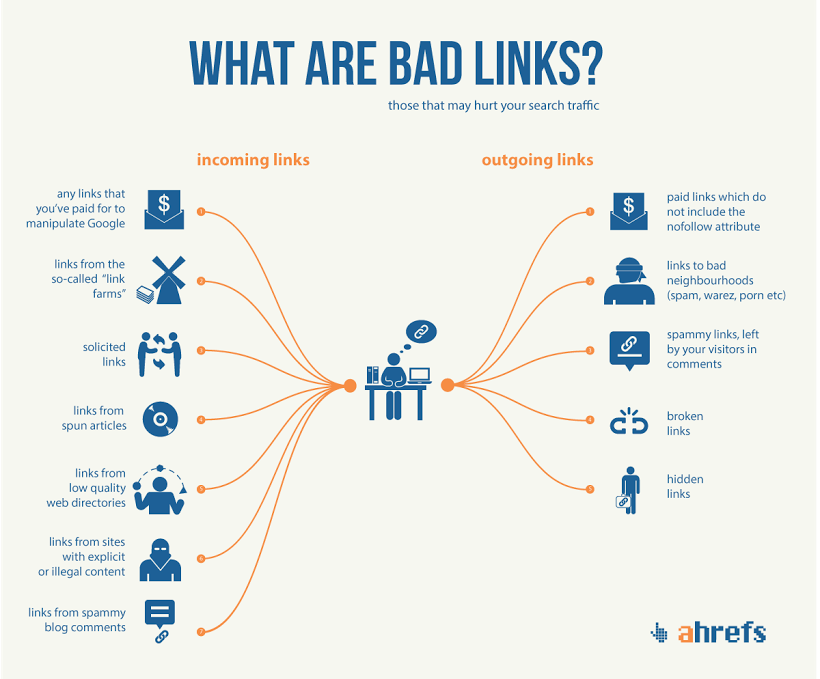 WHAT ARE BAD LINKS?
those that may hurt your search traffic
incoming links
any links that
you've paid for to
manipulate Google
$
1
links from the
so-called "link
farms"
2
solicited
links
3
links from
spun articles
4
links from
low quality
web directories
5
links from sites
with explicit
or illegal content
6
links from spammy
blog comments
7
outgoing links
1
$
paid links which do
not include the
nofollow attribute
2
links to bad
neighbourhoods
(spam, warez, porn etc)
3
spammy links, left
by your visitors in
comments
4
broken
links
5
hidden
links
ahrefs